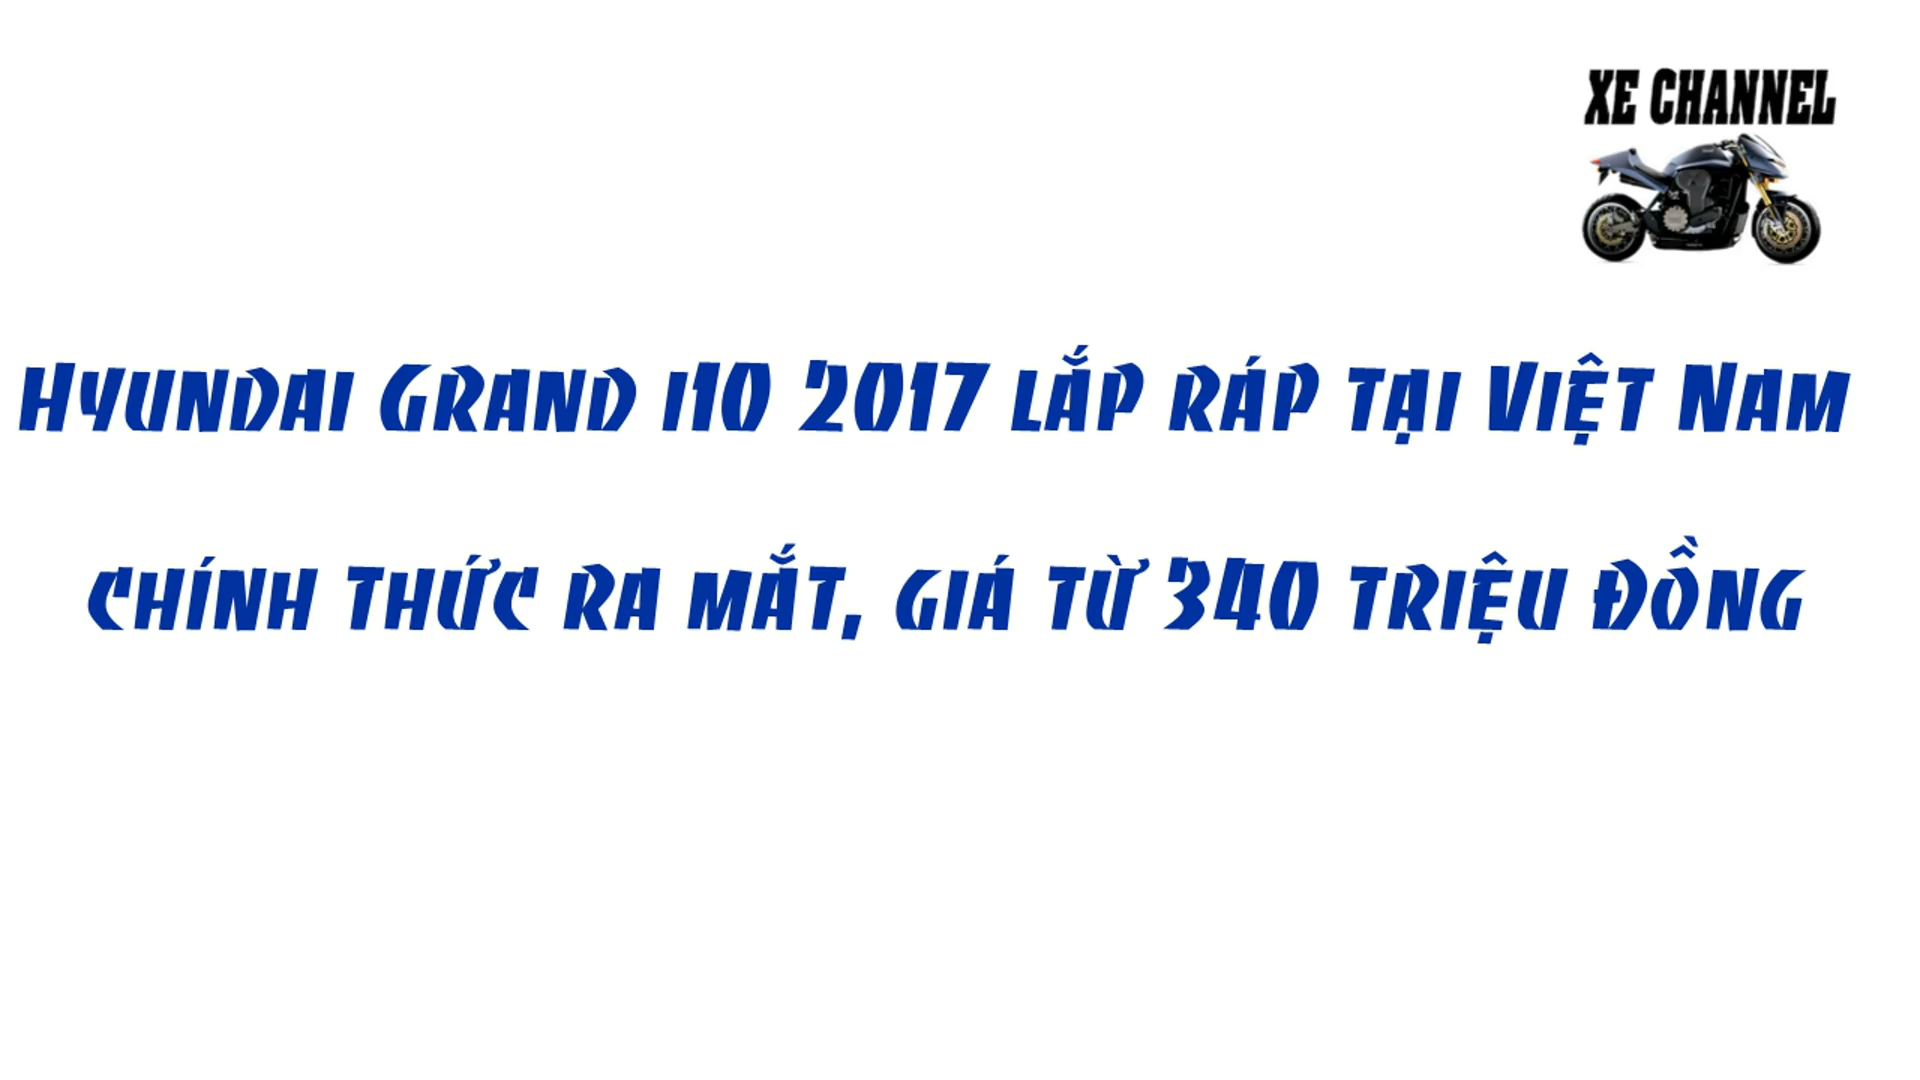 XE CHANNEL
Hyundai Grand i10 2017 lắp ráp tại Việt Nam
chính thức ra mắt, giá từ 340 triệu Đồng